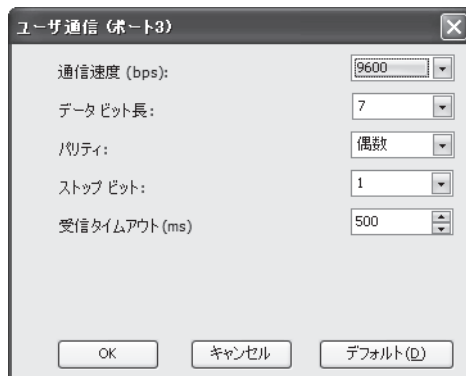 ユーザ通信 (ポート3)
通信速度 (bps): 9600
データ ビット長: 7
パリティ: 偶数
ストップ ビット: 1
受信タイムアウト(ms) 500
OK キャンセル デフォルト(D)